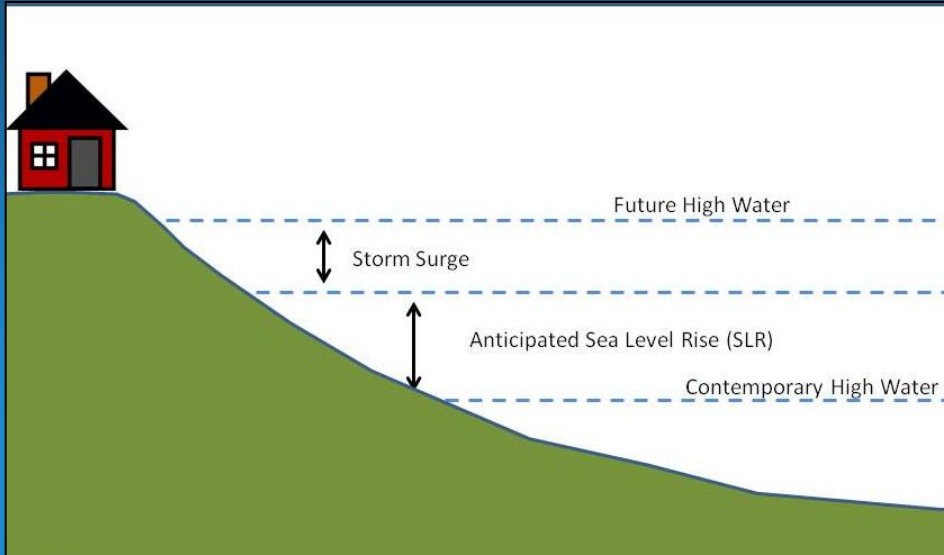 Future High Water
Storm Surge
Anticipated Sea Level Rise (SLR)
Contemporary High Water